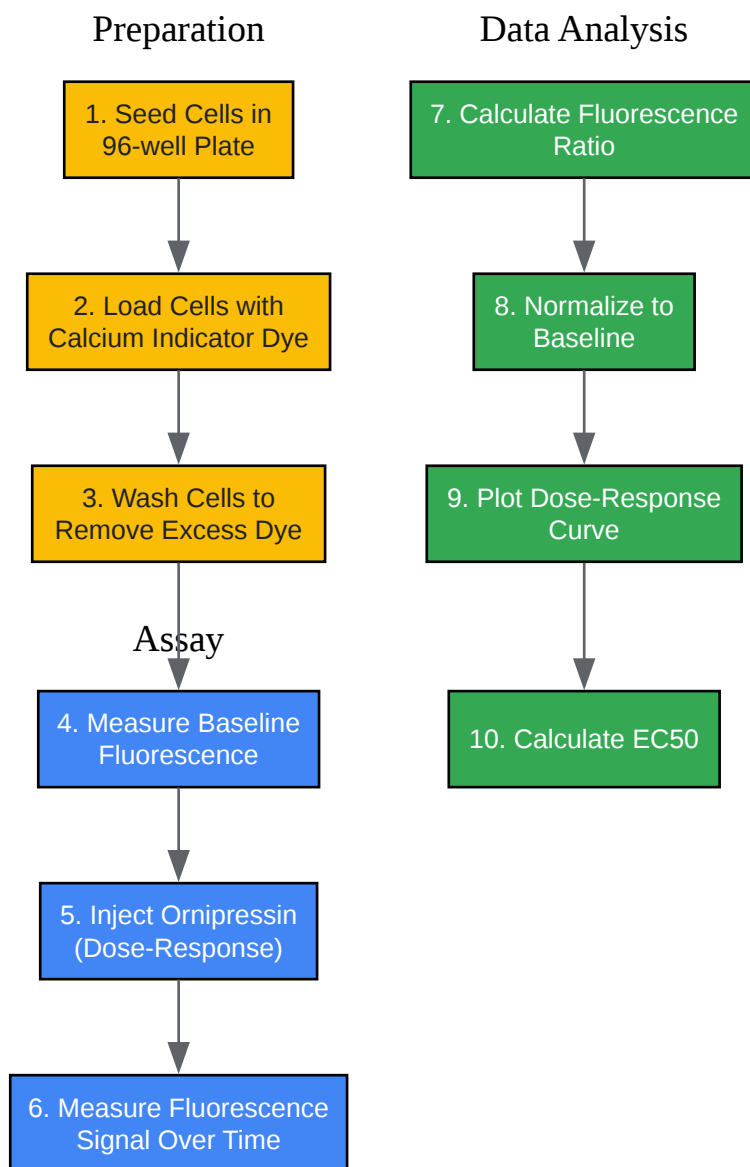 Preparation
1. Seed Cells in
96-well Plate
2. Load Cells with
Calcium Indicator Dye
3. Wash Cells to
Remove Excess Dye
Assay
4. Measure Baseline
Fluorescence
5. Inject Ornipressin
(Dose-Response)
6. Measure Fluorescence
Signal Over Time
Data Analysis
7. Calculate Fluorescence
Ratio
8. Normalize to
Baseline
9. Plot Dose-Response
Curve
10. Calculate EC50